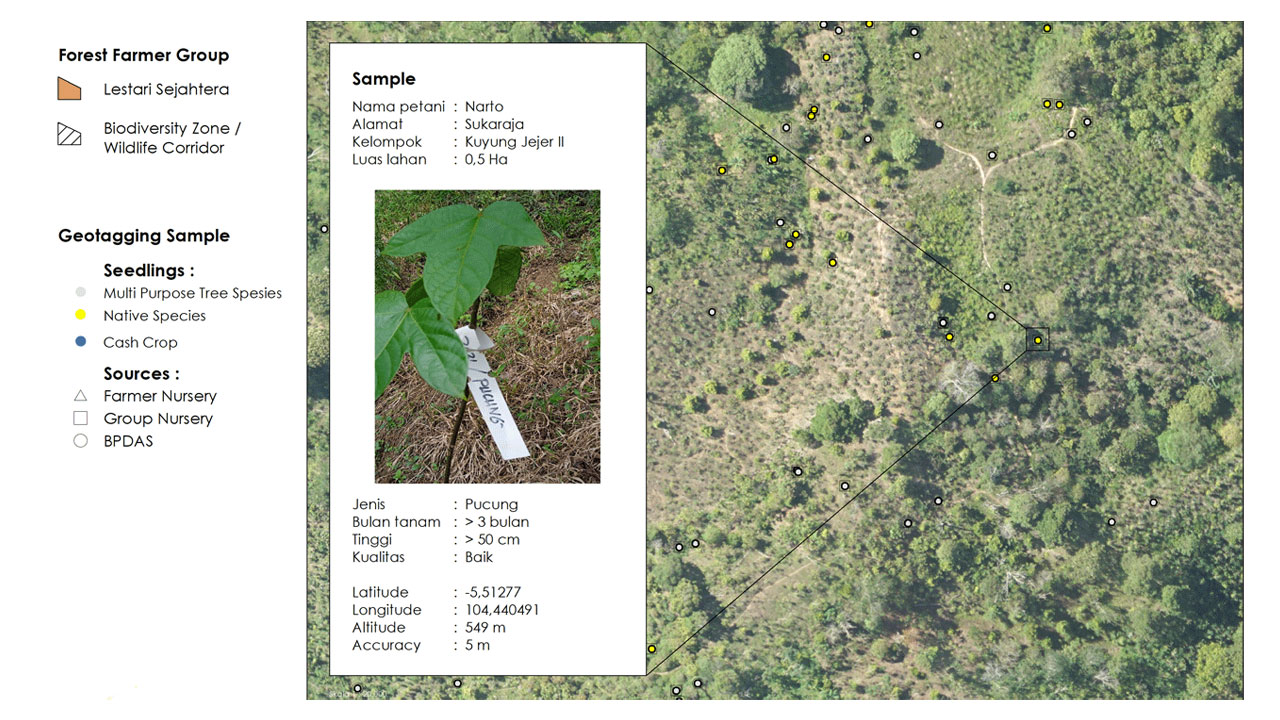 Forest Farmer Group
Lestari Sejahtera
Biodiversity Zone /
Wildlife Corridor
Geotagging Sample
Seedlings :
Multi Purpose Tree Spesies
Native Species
Cash Crop
Sources :
Farmer Nursery
Group Nursery
BPDAS
Sample
Nama petani : Narto
Alamat : Sukaraja
Kelompok : Kuyung Jejer II
Luas lahan : 0,5 Ha
PUCUNG
Jenis : Pucung
Bulan tanam : > 3 bulan
Tinggi : > 50 cm
Kualitas : Baik
Latitude : -5,51277
Longitude : 104,440491
Altitude : 549 m
Accuracy : 5 m